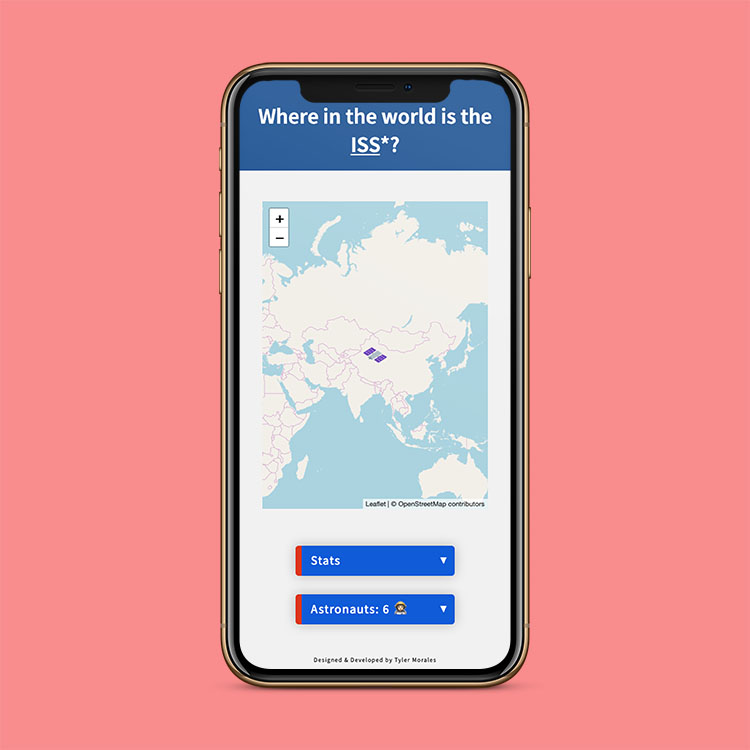 Where in the world is the
ISS*?
+
−
Leaflet | © OpenStreetMap contributors
Stats ▼
Astronauts: 6 👩🏽‍🚀 ▼
Designed & Developed by Tyler Morales